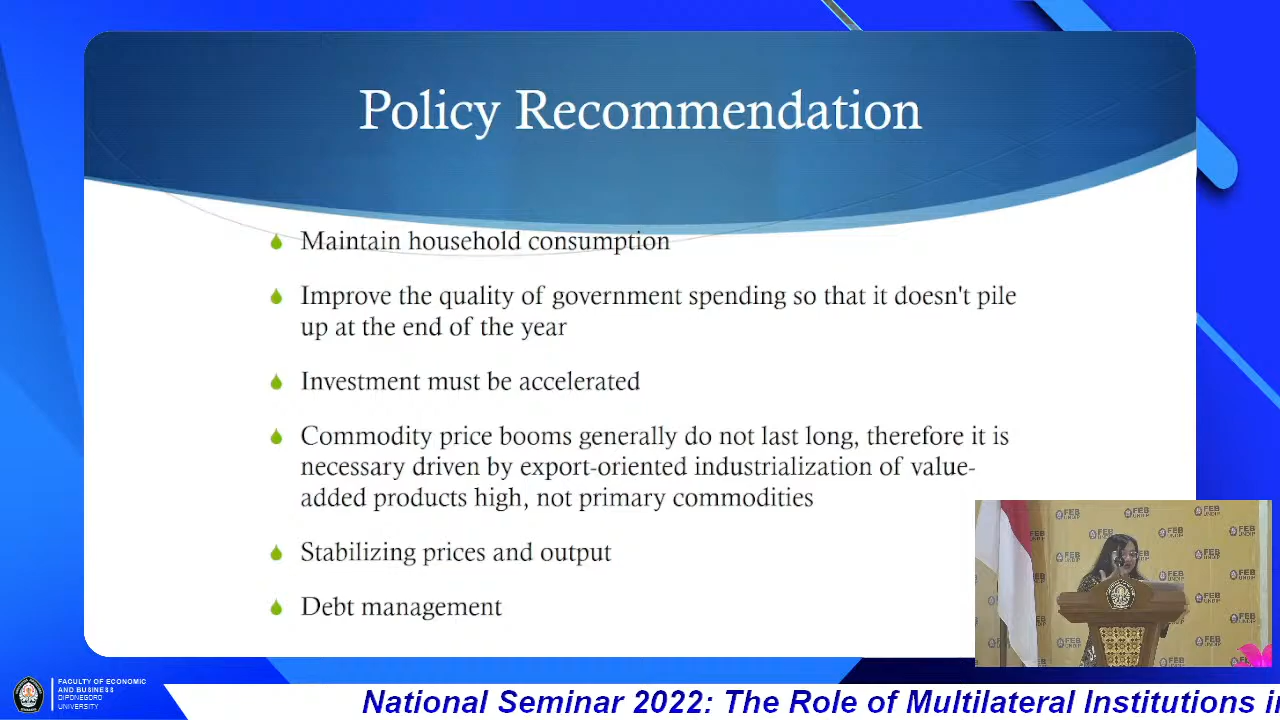 Policy Recommendation
Maintain household consumption
Improve the quality of government spending so that it doesn't pile
up at the end of the year
Investment must be accelerated
Commodity price booms generally do not last long, therefore it is
necessary driven by export-oriented industrialization of value-
added products high, not primary commodities
Stabilizing prices and output
Debt management
FEB
UNDIP
FACULTY OF ECONOMIC
AND BUSINESS
DIPONEGORO
UNIVERSITY
National Seminar 2022: The Role of Multilateral Institutions i